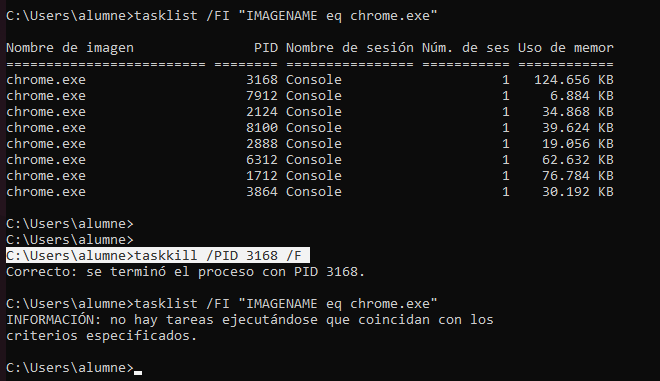 C:\Users\alumne>tasklist /FI "IMAGENAME eq chrome.exe"
Nombre de imagen               PID Nombre de sesión Núm. de ses Uso de memor
========================= ======== ================ =========== ============
chrome.exe                    3168 Console                    1   124.656 KB
chrome.exe                    7912 Console                    1     6.884 KB
chrome.exe                    2124 Console                    1    34.868 KB
chrome.exe                    8100 Console                    1    39.624 KB
chrome.exe                    2888 Console                    1    19.056 KB
chrome.exe                    6312 Console                    1    62.632 KB
chrome.exe                    1712 Console                    1    76.784 KB
chrome.exe                    3864 Console                    1    30.192 KB
C:\Users\alumne>
C:\Users\alumne>
C:\Users\alumne>taskkill /PID 3168 /F
Correcto: se terminó el proceso con PID 3168.
C:\Users\alumne>tasklist /FI "IMAGENAME eq chrome.exe"
INFORMACIÓN: no hay tareas ejecutándose que coincidan con los
criterios especificados.
C:\Users\alumne>